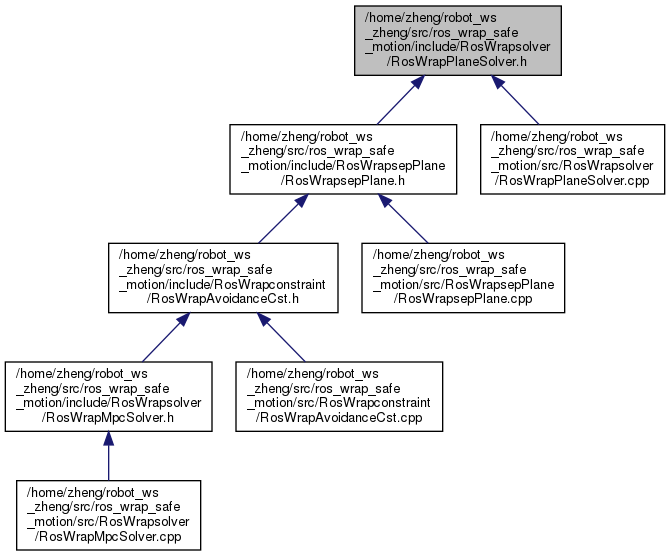 /home/zheng/robot_ws
_zheng/src/ros_wrap_safe
_motion/include/RosWrapsolver
/RosWrapPlaneSolver.h
/home/zheng/robot_ws
_zheng/src/ros_wrap_safe
_motion/include/RosWrapsepPlane
/RosWrapsepPlane.h
/home/zheng/robot_ws
_zheng/src/ros_wrap_safe
_motion/src/RosWrapsolver
/RosWrapPlaneSolver.cpp
/home/zheng/robot_ws
_zheng/src/ros_wrap_safe
_motion/include/RosWrapconstraint
/RosWrapAvoidanceCst.h
/home/zheng/robot_ws
_zheng/src/ros_wrap_safe
_motion/src/RosWrapsepPlane
/RosWrapsepPlane.cpp
/home/zheng/robot_ws
_zheng/src/ros_wrap_safe
_motion/include/RosWrapsolver
/RosWrapMpcSolver.h
/home/zheng/robot_ws
_zheng/src/ros_wrap_safe
_motion/src/RosWrapconstraint
/RosWrapAvoidanceCst.cpp
/home/zheng/robot_ws
_zheng/src/ros_wrap_safe
_motion/src/RosWrapsolver
/RosWrapMpcSolver.cpp